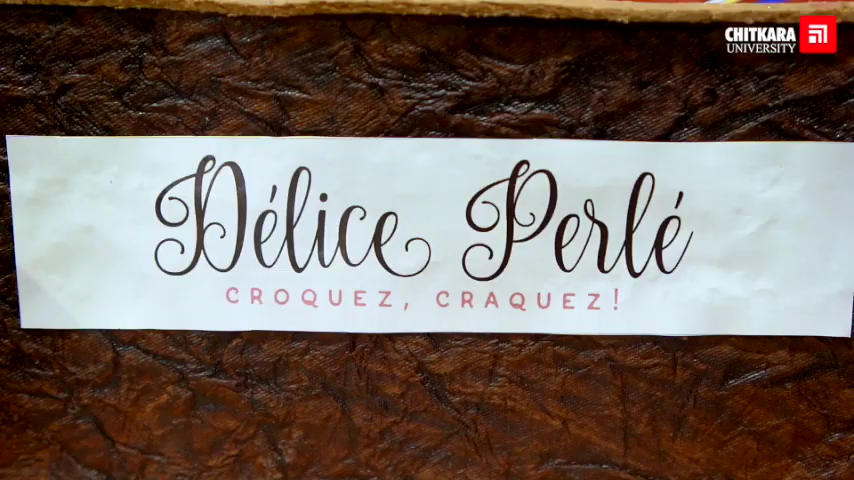 CHITKARA
UNIVERSITY
Délice Perlé
CROQUEZ, CRAQUEZ!